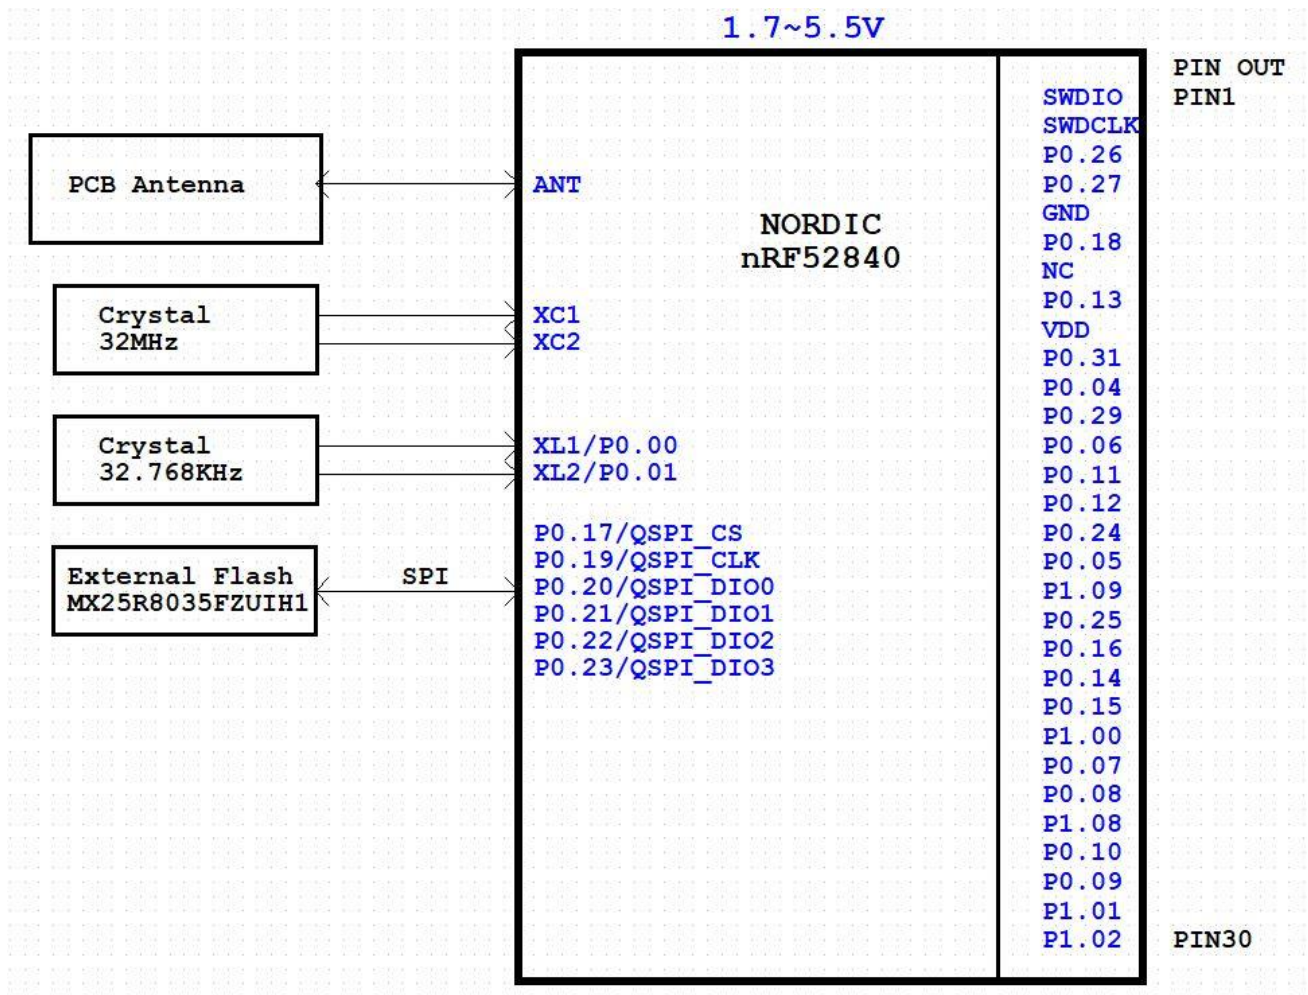 1.7~5.5V
PIN OUT
PIN1
PCB Antenna
ANT
NORDIC
nRF52840
Crystal
32MHz
XC1
XC2
Crystal
32.768KHz
XL1/P0.00
XL2/P0.01
External Flash
MX25R8035FZUIH1
SPI
P0.17/QSPI_CS
P0.19/QSPI_CLK
P0.20/QSPI_DIO0
P0.21/QSPI_DIO1
P0.22/QSPI_DIO2
P0.23/QSPI_DIO3
SWDIO
SWDCLK
P0.26
P0.27
GND
P0.18
NC
P0.13
VDD
P0.31
P0.04
P0.29
P0.06
P0.11
P0.12
P0.24
P0.05
P1.09
P0.25
P0.16
P0.14
P0.15
P1.00
P0.07
P0.08
P1.08
P0.10
P0.09
P1.01
P1.02
PIN30